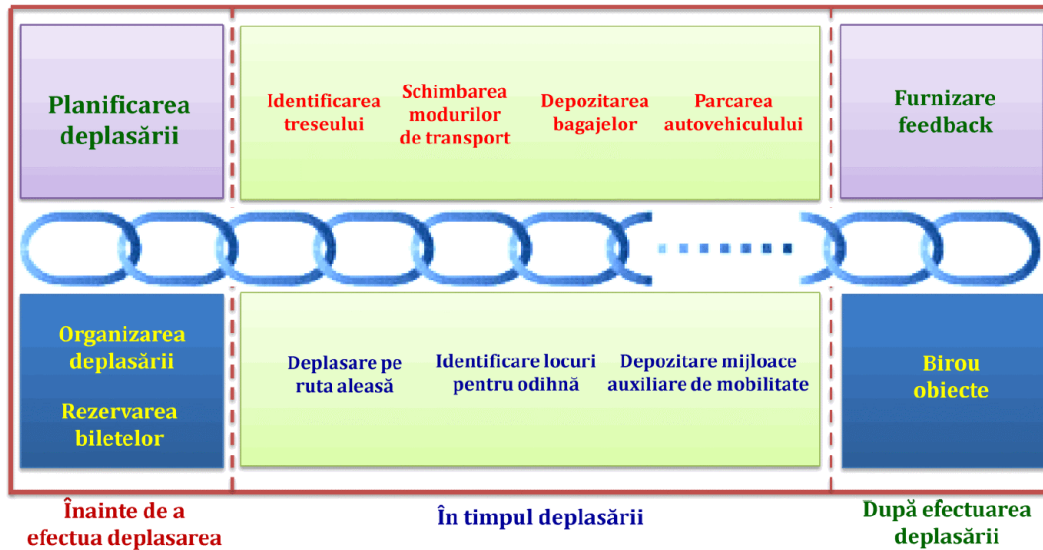 Planificarea
deplasării
Identificarea
treseului
Schimbarea
modurilor
de transport
Depozitarea
bagajelor
Parcarea
autovehiculului
Furnizare
feedback
Organizarea
deplasării
Rezervarea
biletelor
Deplasare pe
ruta aleasă
Identificare locuri
pentru odihnă
Depozitare mijloace
auxiliare de mobilitate
Birou
obiecte
Înainte de a
efectua deplasarea
În timpul deplasării
După efectuarea
deplasării